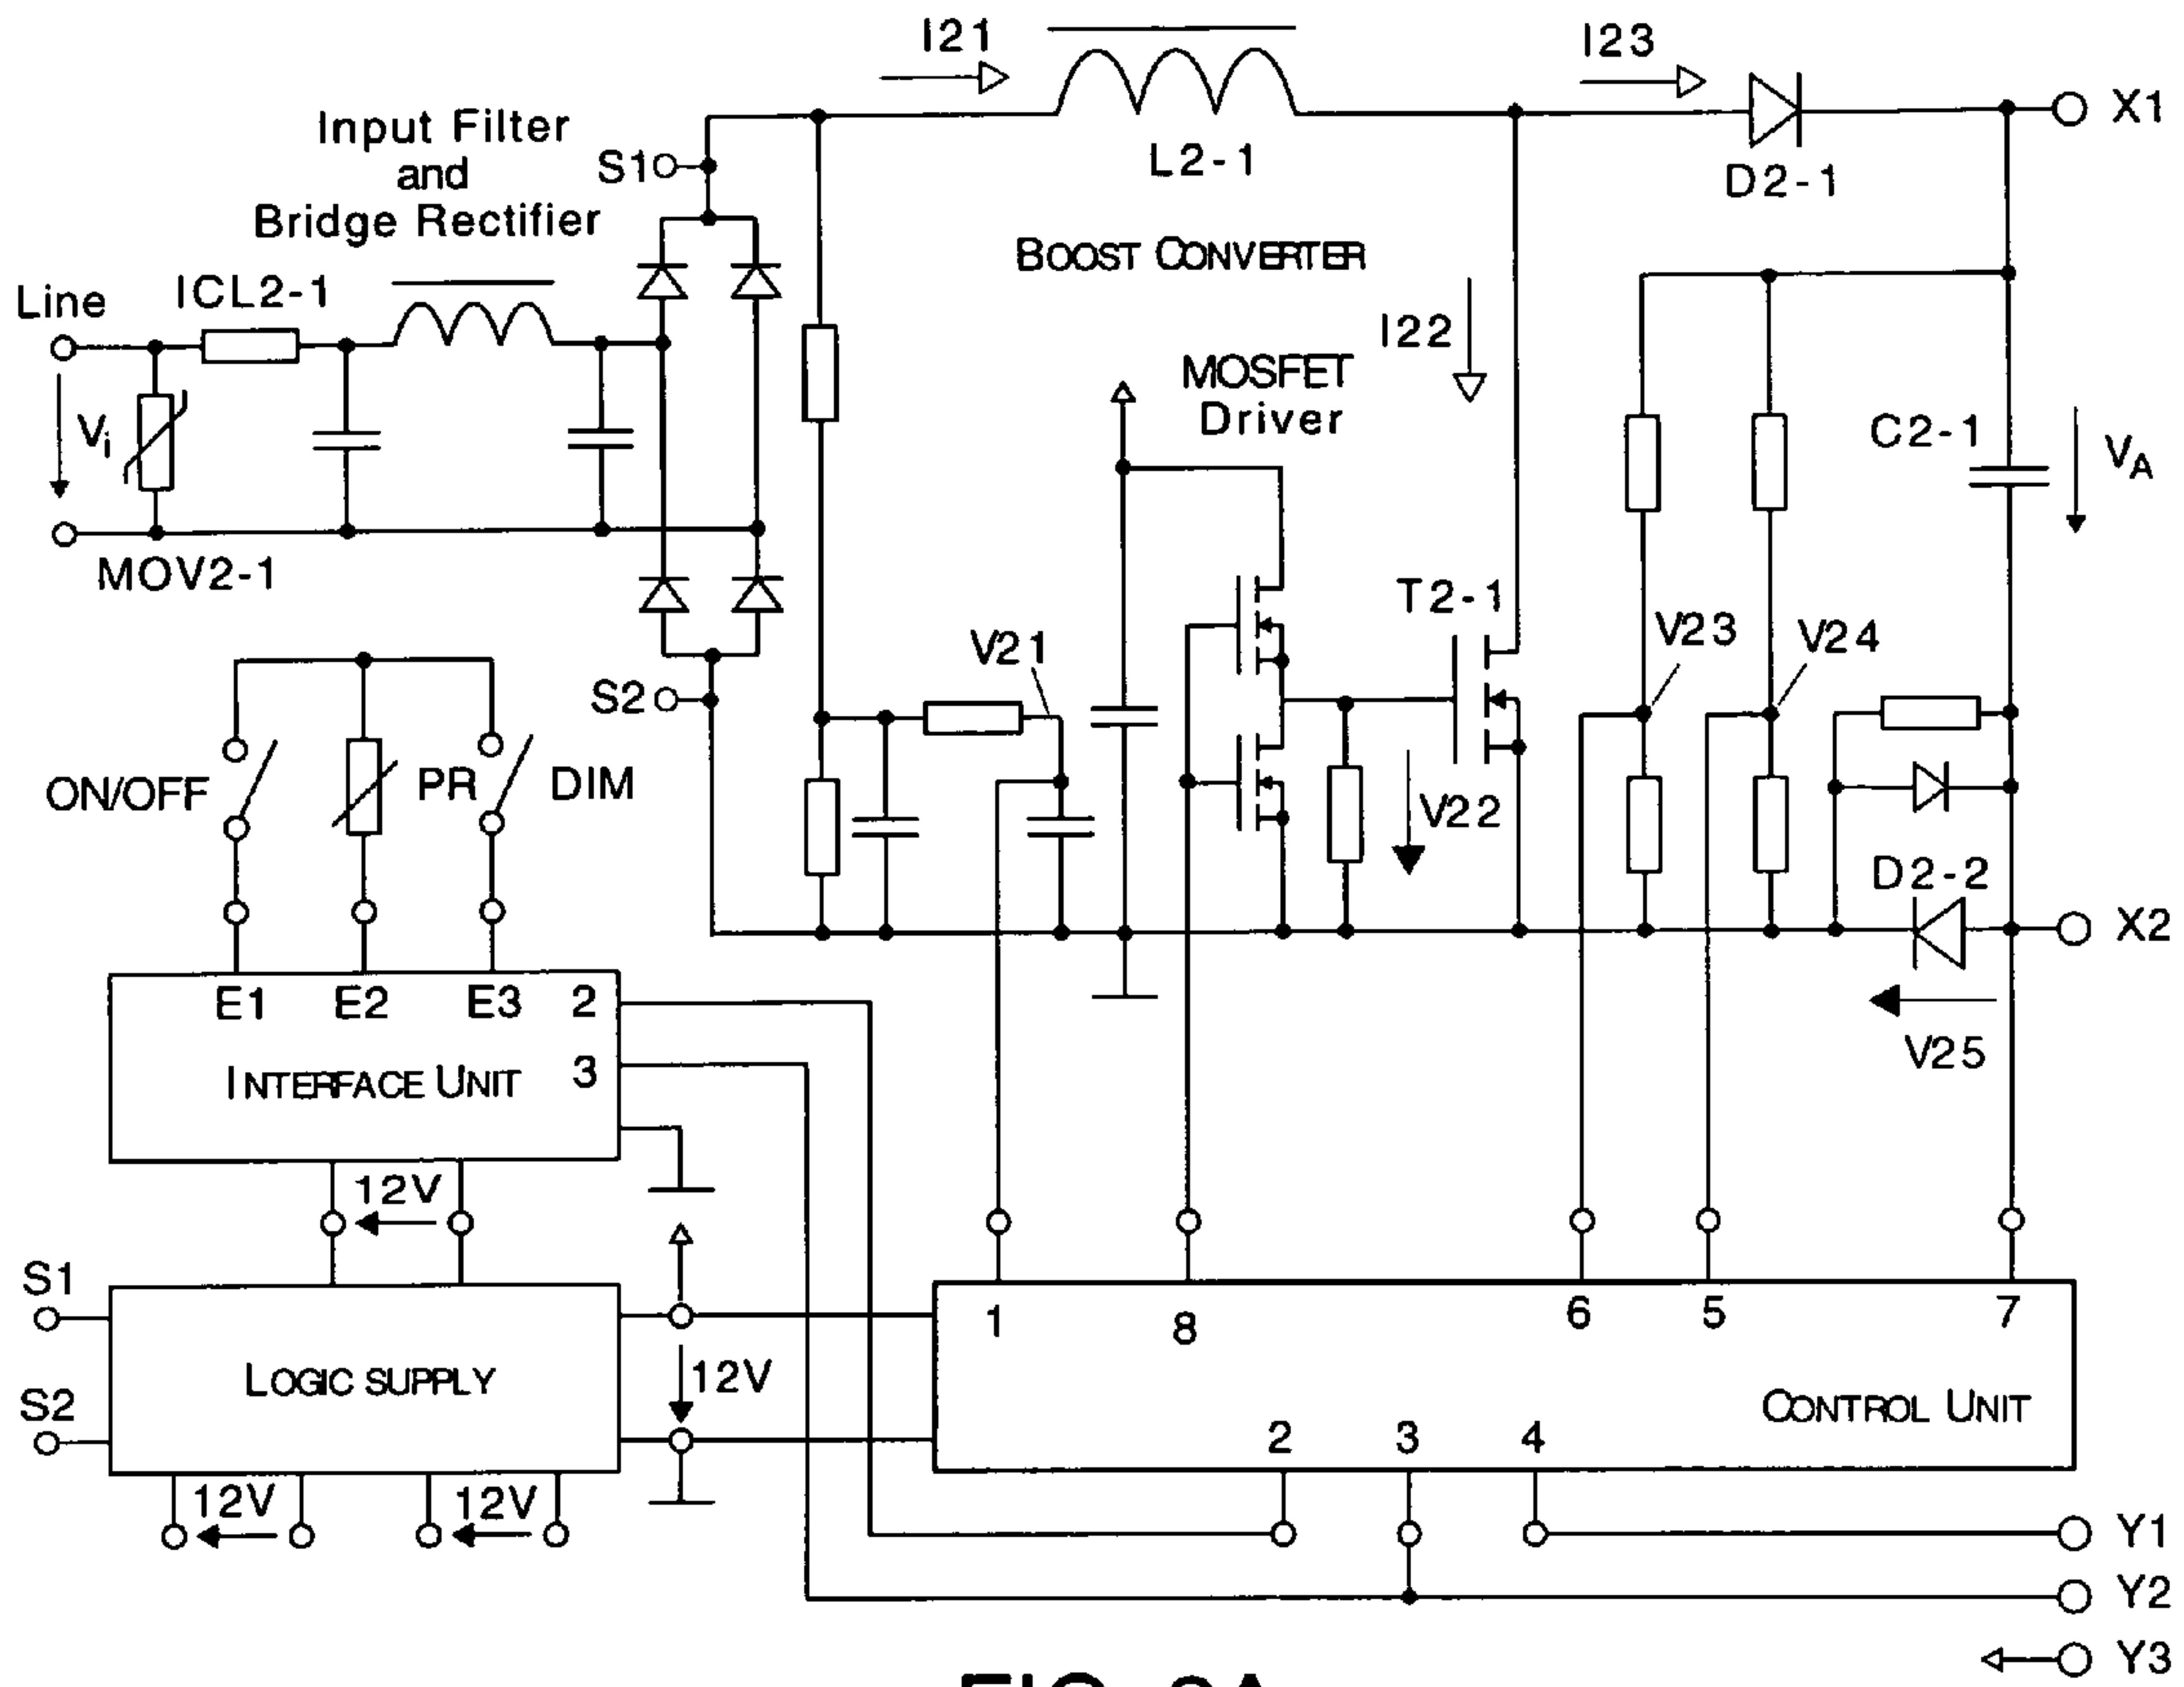 I21
I23
X1
Input Filter
and
Bridge Rectifier
S1
L2-1
D2-1
BOOST CONVERTER
Line
ICL2-1
I22
MOSFET
Driver
Vi
C2-1
VA
MOV2-1
T2-1
V21
V23
V24
S2
ON/OFF
PR
DIM
V22
D2-2
X2
E1
E2
E3
2
3
V25
INTERFACE UNIT
12V
S1
1
8
6
5
7
LOGIC SUPPLY
12V
S2
CONTROL UNIT
2
3
4
12V
12V
Y1
Y2
Y3